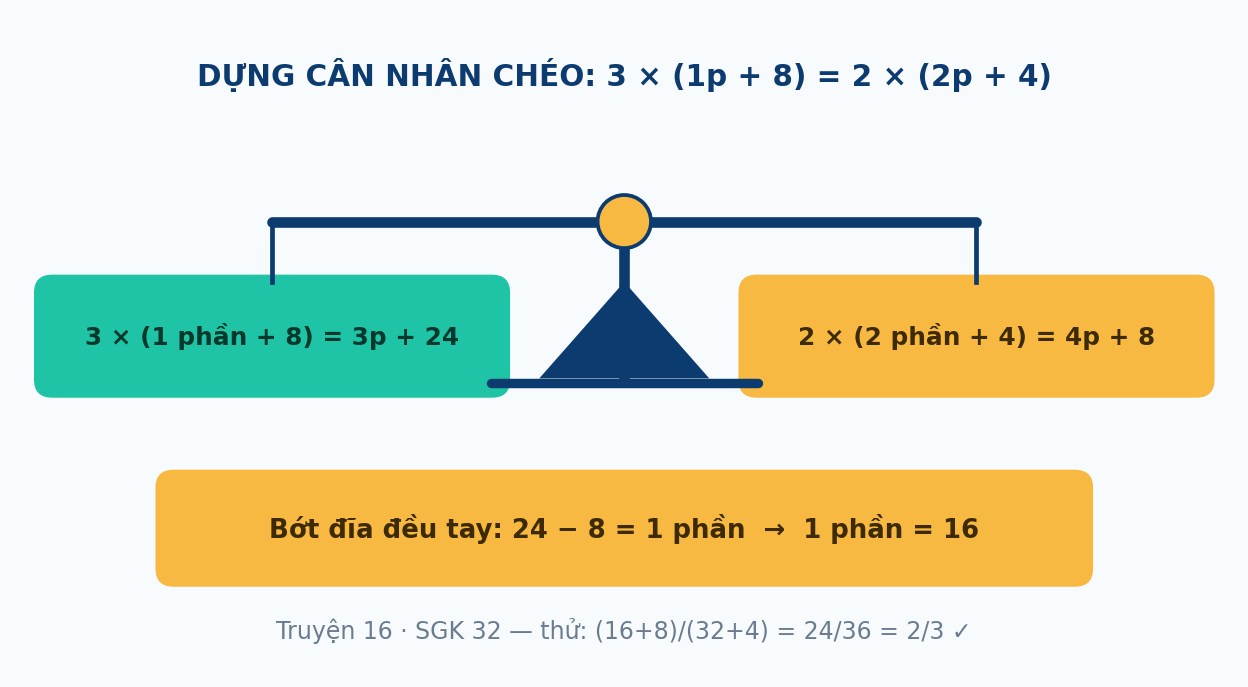 DỰNG CÂN NHÂN CHÉO: 3 × (1p + 8) = 2 × (2p + 4)
3 × (1 phần + 8) = 3p + 24
2 × (2 phần + 4) = 4p + 8
Bớt đĩa đều tay: 24 − 8 = 1 phần → 1 phần = 16
Truyện 16 · SGK 32 — thử: (16+8)/(32+4) = 24/36 = 2/3 ✓